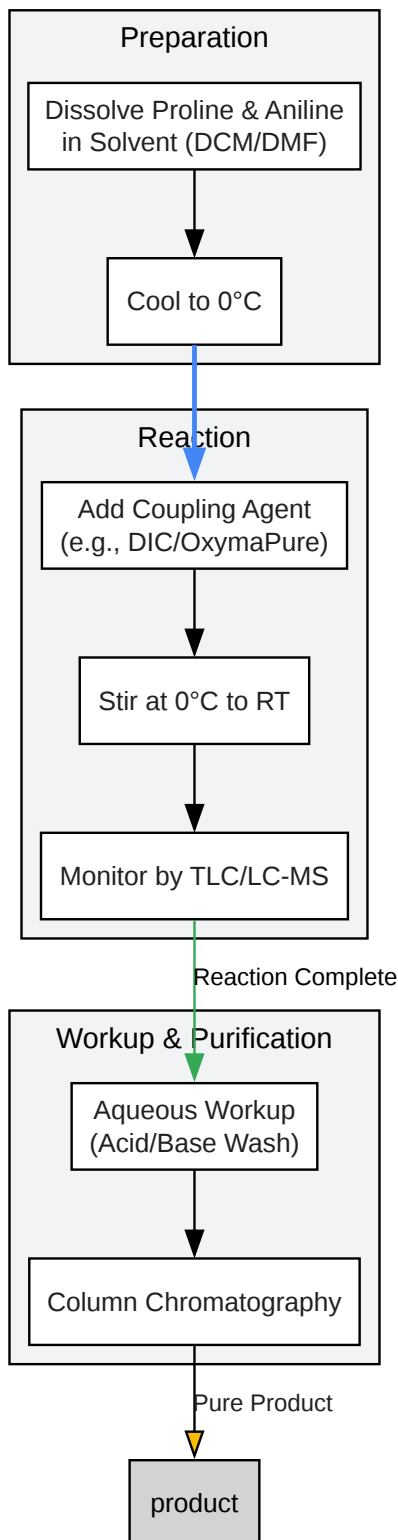 Preparation
Dissolve Proline & Aniline
in Solvent (DCM/DMF)
Cool to 0°C
Reaction
Add Coupling Agent
(e.g., DIC/OxymaPure)
Stir at 0°C to RT
Monitor by TLC/LC-MS
Reaction Complete
Workup & Purification
Aqueous Workup
(Acid/Base Wash)
Column Chromatography
Pure Product
product